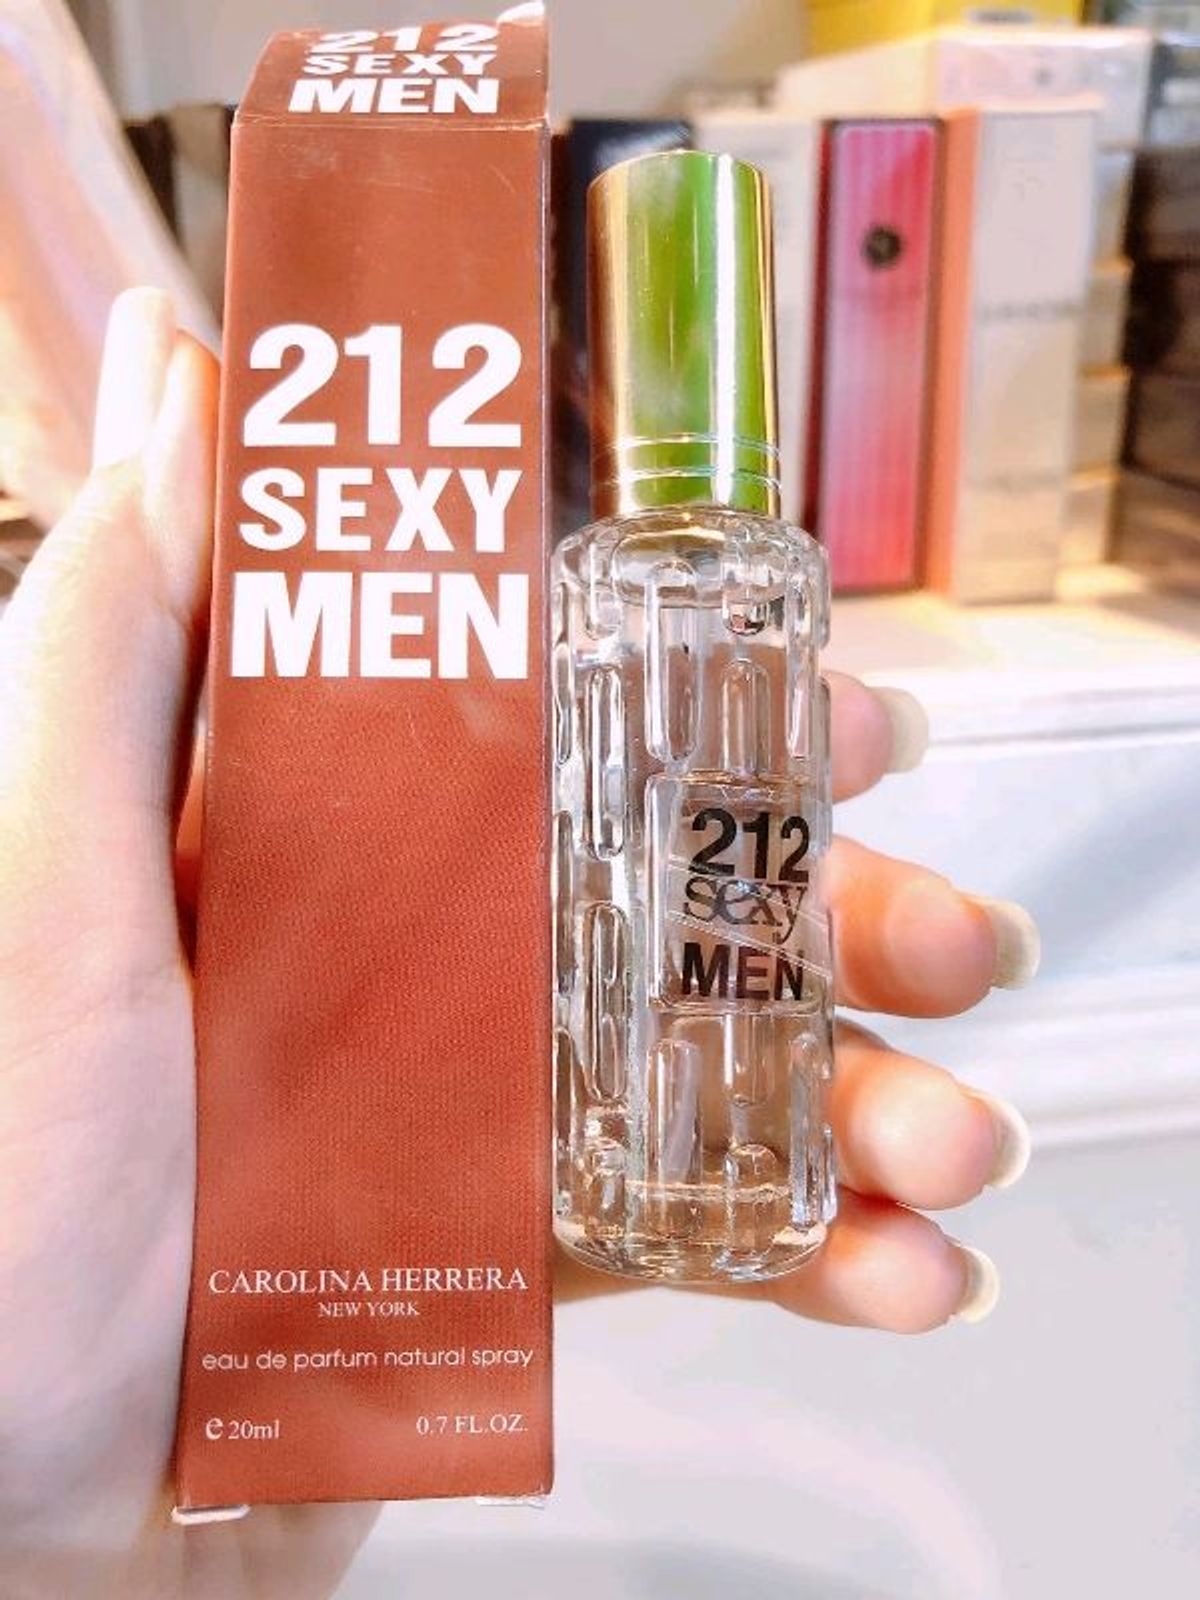 212
SEXY
MEN
212
SEXY
MEN
CAROLINA HERRERA
NEW YORK
eau de parfum natural spray
e 20ml 0.7 FL.OZ.
212
sexy
MEN